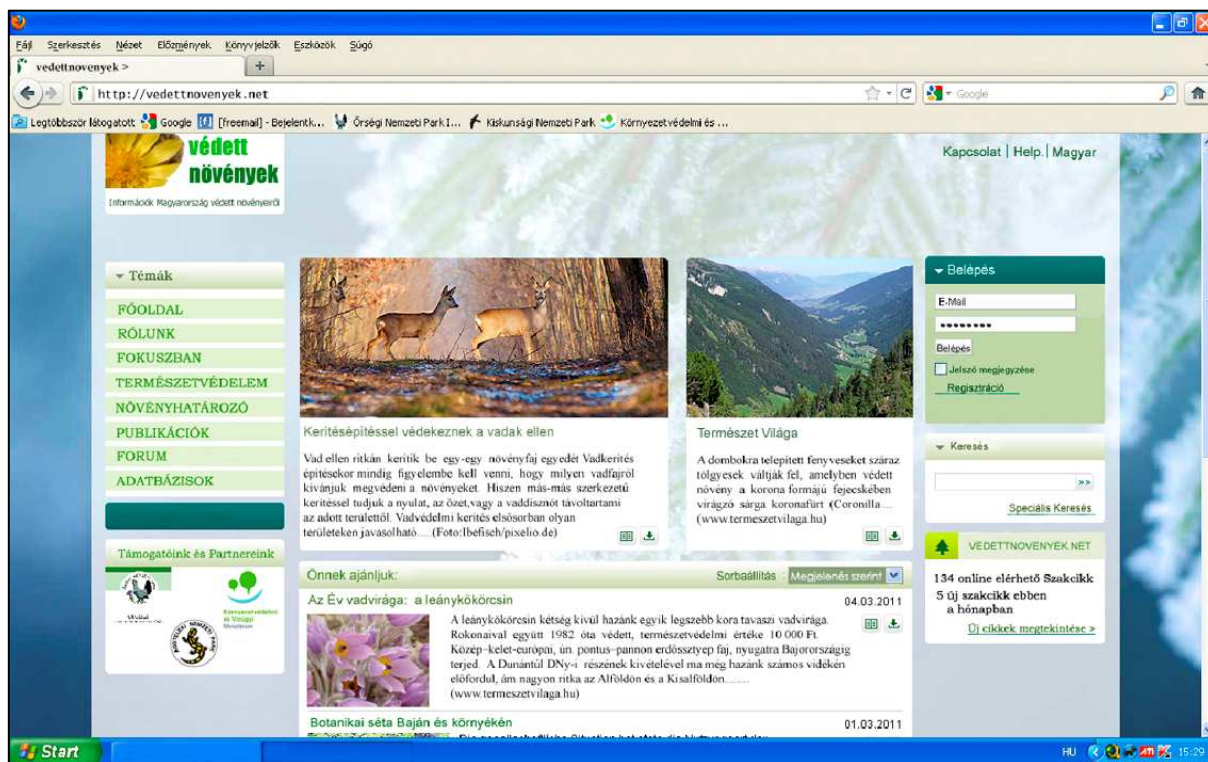 Fájl Szerkesztés Nézet Előzmények Könyvjelzők Eszközök Súgó
vedettnovenyek >
http://vedettnovenyek.net
Google
Legtöbbször látogatott Google [freemail] - Bejelentk... Őrségi Nemzeti Park I... Kiskunsági Nemzeti Park Környezetvédelmi és ...
védett
növények
Információk Magyarország védett növényeiről
Kapcsolat | Help | Magyar
Témák
FŐOLDAL
RÓLUNK
FOKUSZBAN
TERMÉSZETVÉDELEM
NÖVÉNYHATÁROZÓ
PUBLIKÁCIÓK
FORUM
ADATBÁZISOK
Támogatóink és Partnereink
Környezetvédelmi
és Vízügyi
Minisztérium
Kerítésépítéssel védekeznek a vadak ellen
Vad ellen ritkán kerítik be egy-egy növényfaj egyedét Vadkerítés
építésekor mindig figyelembe kell venni, hogy milyen vadfajról
kívánjuk megvédeni a növényeket. Hiszen más-más szerkezetű
kerítéssel tudjuk a nyulat, az őzet,vagy a vaddisznót távoltartani
az adott területtől. Vadvédelmi kerítés elsősorban olyan
területeken javasolható.... (Foto:lbefisch/pixelio.de)
Természet Világa
A dombokra telepített fenyveseket száraz
tölgyesek váltják fel, amelyben védett
növény a korona formájú fejecskében
virágzó sárga koronafürt (Coronilla ...
(www.termeszetvilaga.hu)
Önnek ajánljuk:
Sorbaállítás : Megjelenés szerint
Az Év vadvirága: a leánykökörcsin
04.03.2011
A leánykökörcsin kétség kívül hazánk egyik legszebb kora tavaszi vadvirága.
Rokonaival együtt 1982 óta védett, természetvédelmi értéke 10 000 Ft.
Közép-kelet-európai, ún. pontus-pannon erdőssztyep faj, nyugatra Bajorországig
terjed. A Dunántúl DNy-i részének kivételével ma még hazánk számos vidékén
előfordul, ám nagyon ritka az Alföldön és a Kisalföldön........
(www.termeszetvilaga.hu)
Botanikai séta Baján és környékén
01.03.2011
Belépés
E-Mail
Belépés
Jelszó megjegyzése
Regisztráció
Keresés
>>
Speciális Keresés
VEDETTNOVENYEK.NET
134 online elérhető Szakcikk
5 új szakcikk ebben
a hónapban
Új cikkek megtekintése >
Start
HU
15:29